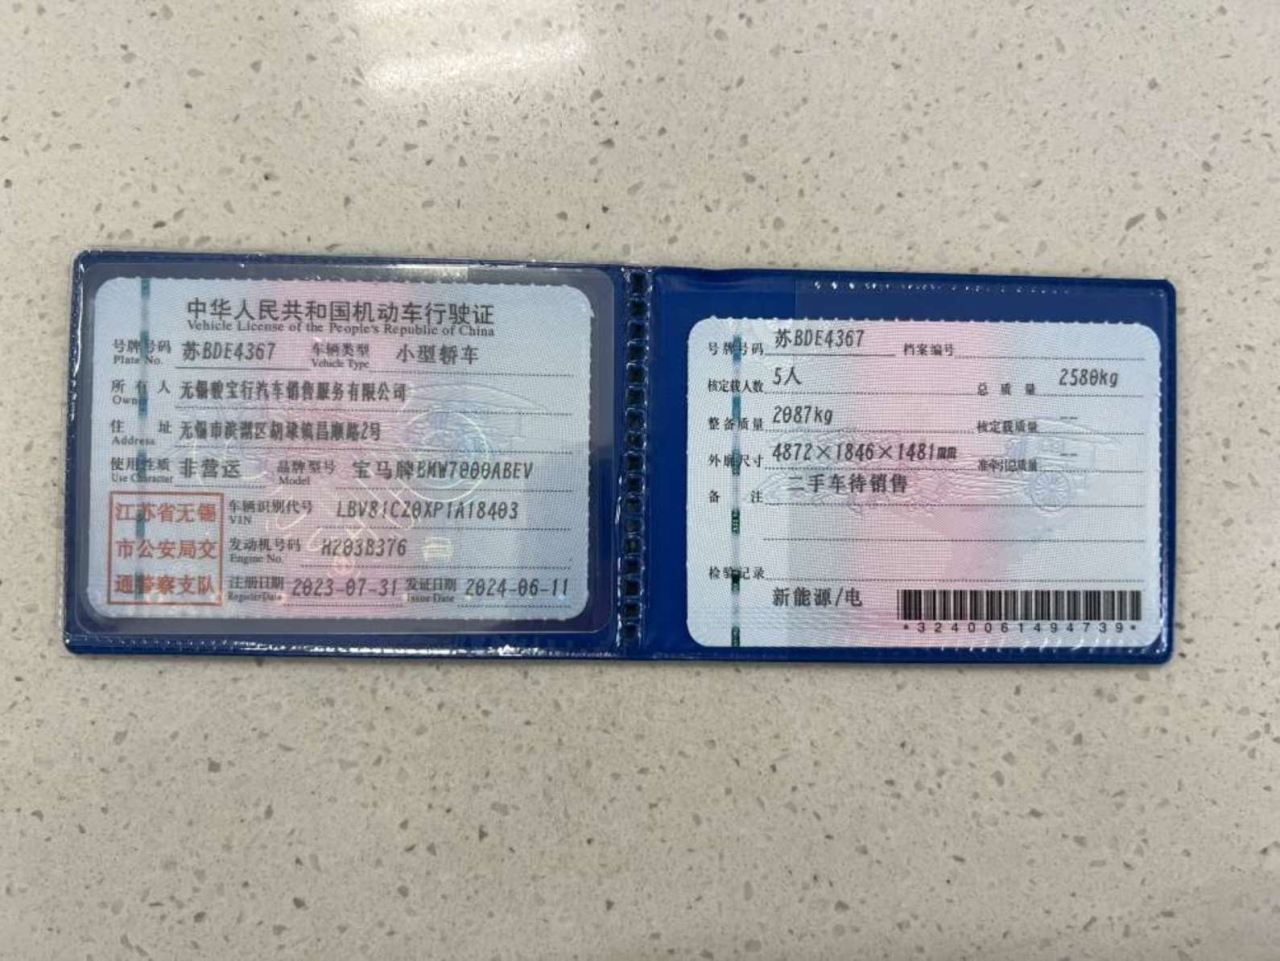 中华人民共和国机动车行驶证
Vehicle License of the People's Republic of China
号牌号码 苏BDE4367 车辆类型 小型轿车
Plate No. Vehicle Type
所有人 无锡骏宝行汽车销售服务有限公司
Owner
住址 无锡市滨湖区胡埭镇昌顺路2号
Address
使用性质 非营运 品牌型号 宝马牌BMW7000ABEV
Use Character Model
江苏省无锡
市公安局交
通警察支队
车辆识别代号 LBV81CZ0XP1A18403
VIN
发动机号码 H203B376
Engine No.
注册日期 2023-07-31 发证日期 2024-06-11
Register Date Issue Date
号牌号码 苏BDE4367 档案编号
核定载人数 5人 总质量 2580kg
整备质量 2087kg 核定载质量 --
外廓尺寸 4872×1846×1481mm 准牵引总质量 --
备注 二手车待销售
检验记录
新能源/电
*3240061494739*